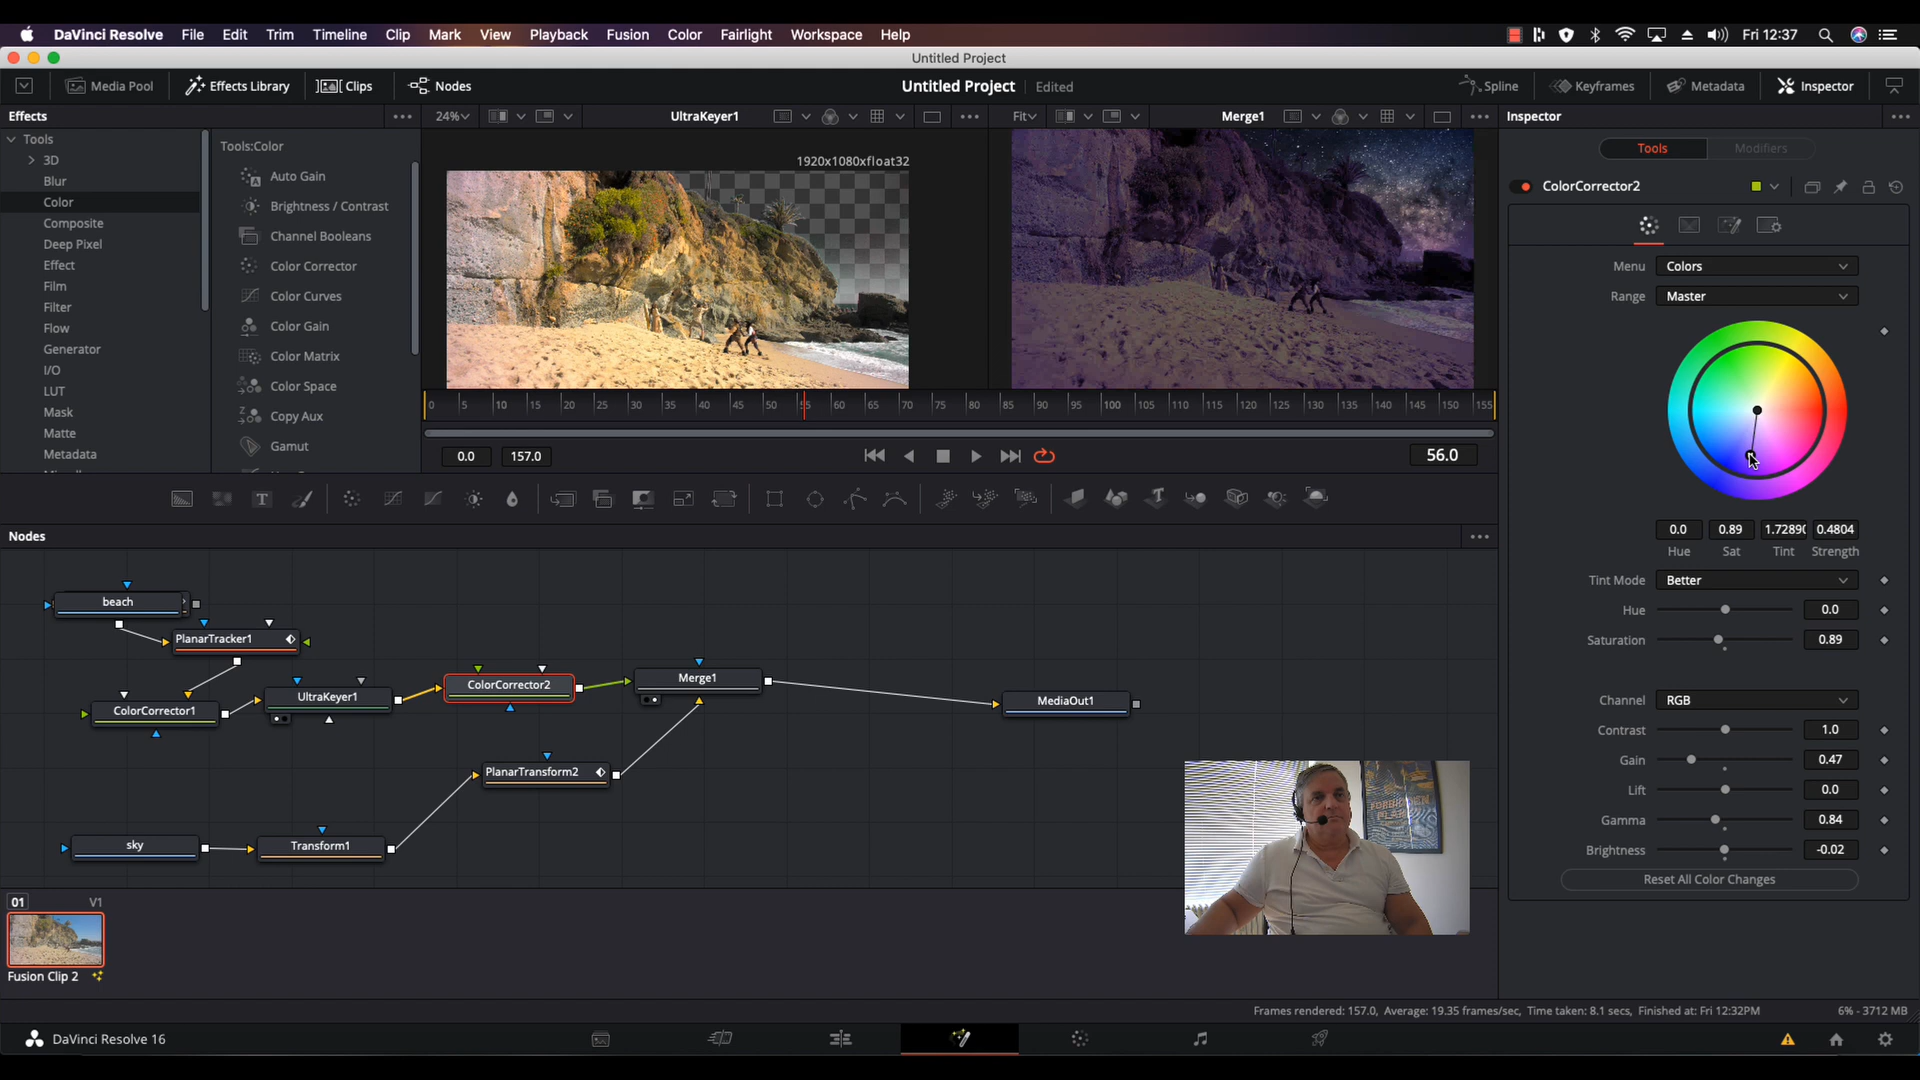 DaVinci Resolve File Edit Trim Timeline Clip Mark View Playback Fusion Color Fairlight Workspace Help Fri 12:37
Untitled Project
Media Pool Effects Library Clips Nodes Untitled Project Edited Spline Keyframes Metadata Inspector
Effects 24% UltraKeyer1 Fit Merge1 Inspector
Tools
3D
Blur
Color
Composite
Deep Pixel
Effect
Film
Filter
Flow
Generator
I/O
LUT
Mask
Matte
Metadata
Tools:Color
Auto Gain
Brightness / Contrast
Channel Booleans
Color Corrector
Color Curves
Color Gain
Color Matrix
Color Space
Copy Aux
Gamut
1920x1080xfloat32
0 5 10 15 20 25 30 35 40 45 50 55 60 65 70 75 80 85 90 95 100 105 110 115 120 125 130 135 140 145 150 155
0.0 157.0 56.0
Tools Modifiers
ColorCorrector2
Menu Colors
Range Master
0.0 0.89 1.7289 0.4804
Hue Sat Tint Strength
Tint Mode Better
Hue 0.0
Saturation 0.89
Channel RGB
Contrast 1.0
Gain 0.47
Lift 0.0
Gamma 0.84
Brightness -0.02
Reset All Color Changes
Nodes
beach
PlanarTracker1
ColorCorrector1
UltraKeyer1
ColorCorrector2
Merge1
MediaOut1
PlanarTransform2
sky
Transform1
FORBIDDEN
PLANET
01 V1
Fusion Clip 2
Frames rendered: 157.0, Average: 19.35 frames/sec, Time taken: 8.1 secs, Finished at: Fri 12:32PM 6% - 3712 MB
DaVinci Resolve 16